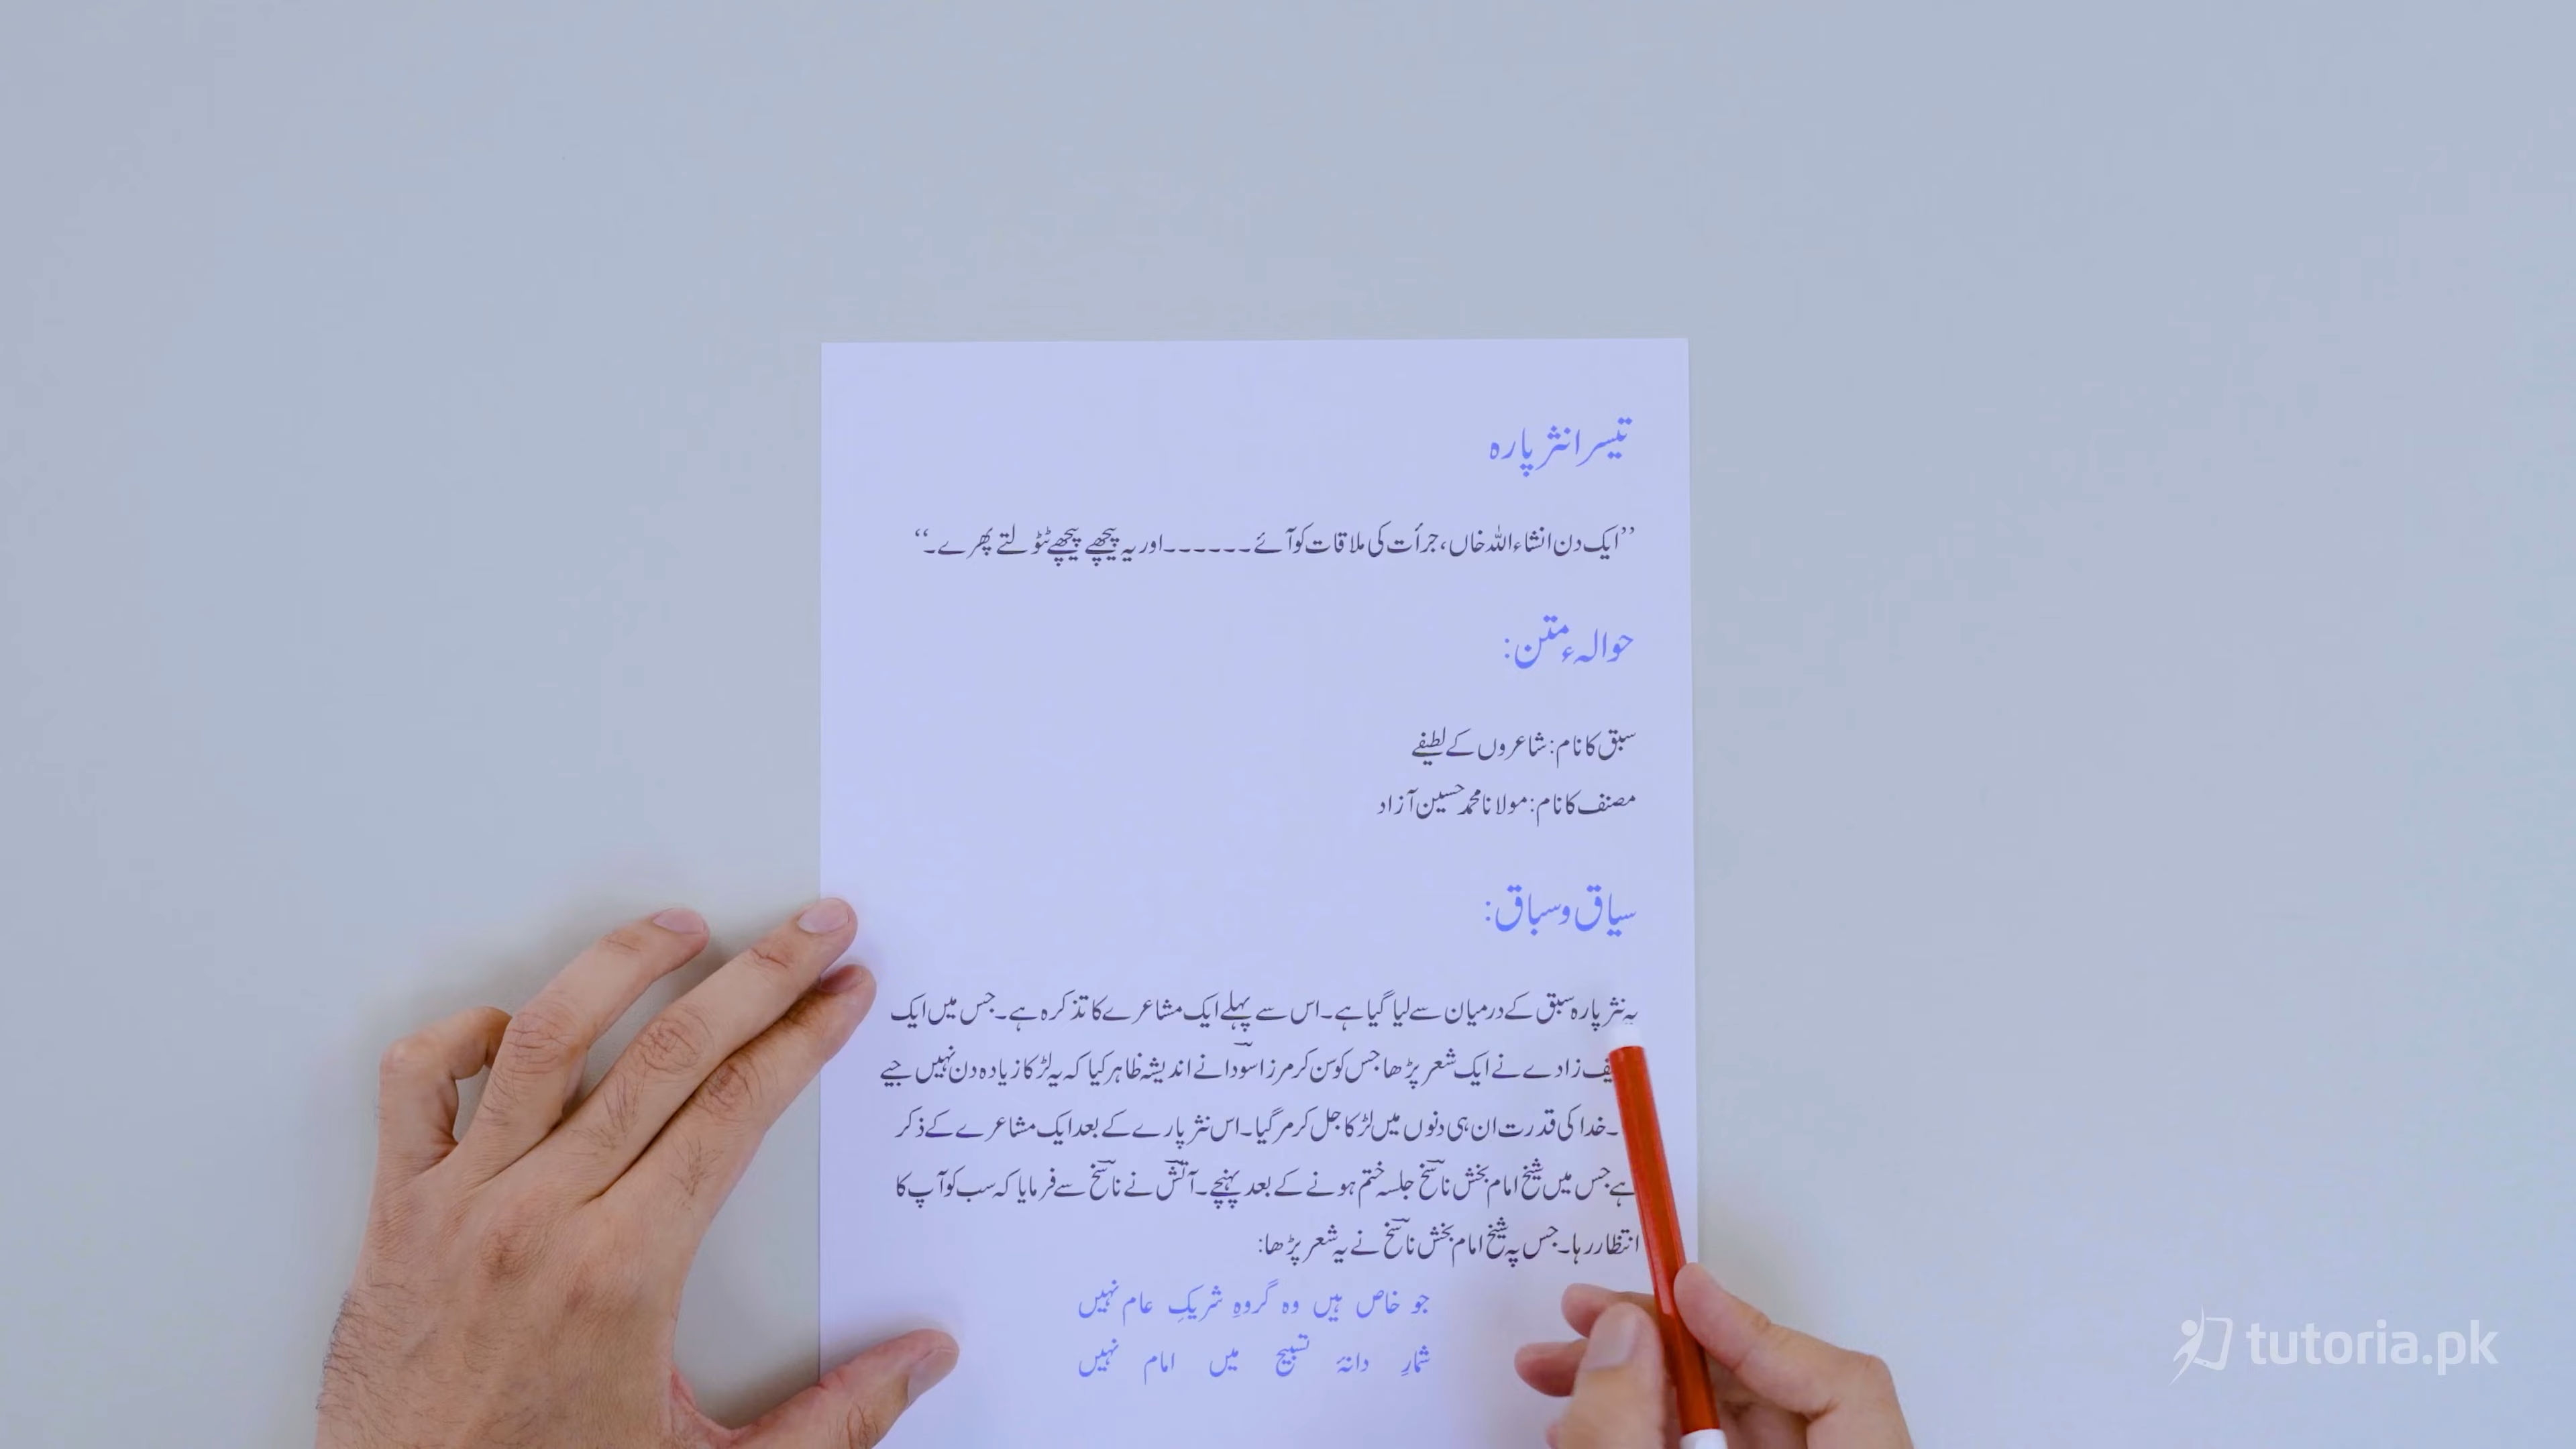 تیسرا نثر پارہ
’’ایک دن انشاء اللہ خاں، جرأت کی ملاقات کو آئے ۔۔۔۔۔۔ اور یہ پیچھے پیچھے ٹٹولتے پھرے۔‘‘
حوالہء متن:
سبق کا نام: شاعروں کے لطیفے
مصنف کا نام: مولانا محمد حسین آزاد
سیاق و سباق:
یہ نثر پارہ سبق کے درمیان سے لیا گیا ہے۔ اس سے پہلے ایک مشاعرے کا تذکرہ ہے۔ جس میں ایک
زادے نے ایک شعر پڑھا جس کو سن کر مرزا سوداؔ نے اندیشہ ظاہر کیا کہ یہ لڑکا زیادہ دن نہیں جیے
۔ خدا کی قدرت ان ہی دنوں میں لڑکا جل کر مر گیا۔ اس نثر پارے کے بعد ایک مشاعرے کے ذکر
ہے جس میں شیخ امام بخش ناسخؔ جلسہ ختم ہونے کے بعد پہنچے۔ آتشؔ نے ناسخؔ سے فرمایا کہ سب کو آپ کا
انتظار رہا۔ جس پہ شیخ امام بخش ناسخؔ نے یہ شعر پڑھا:
جو خاص ہیں وہ گروہِ شریکِ عام نہیں
شمارِ دانۂ تسبیح میں امام نہیں
tutoria.pk